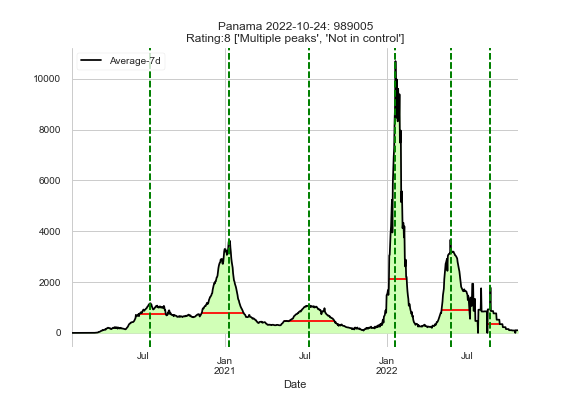 Panama 2022-10-24: 989005
Rating:8 ['Multiple peaks', 'Not in control']
Average-7d
10000
8000
6000
4000
2000
0
Jul
Jan
2021
Jul
Jan
2022
Jul
Date